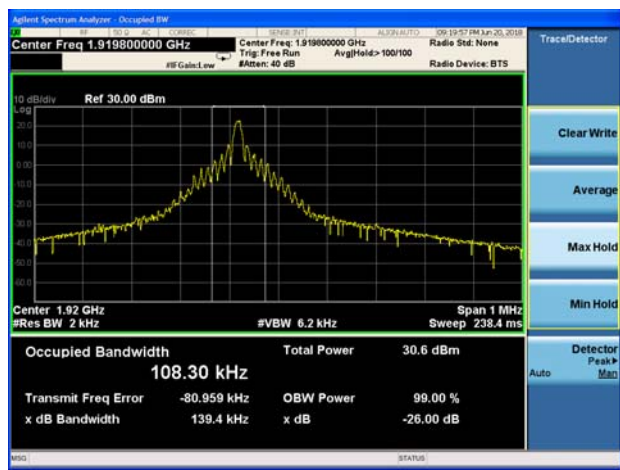 Agilent Spectrum Analyzer - Occupied BW
RF 50 Ω AC CORREC SENSE:INT ALIGN AUTO 09:19:57 PM Jun 20, 2018
Center Freq 1.919800000 GHz
Center Freq: 1.919800000 GHz
Radio Std: None
Trig: Free Run Avg|Hold:>100/100
#IFGain:Low #Atten: 40 dB Radio Device: BTS
Trace/Detector
10 dB/div Ref 30.00 dBm
Log
20.0
10.0
0.00
-10.0
-20.0
-30.0
-40.0
-50.0
-60.0
Center 1.92 GHz Span 1 MHz
#Res BW 2 kHz #VBW 6.2 kHz Sweep 238.4 ms
Occupied Bandwidth Total Power 30.6 dBm
108.30 kHz
Transmit Freq Error -80.959 kHz OBW Power 99.00 %
x dB Bandwidth 139.4 kHz x dB -26.00 dB
Clear Write
Average
Max Hold
Min Hold
Detector
Peak▶
Auto Man
MSG STATUS